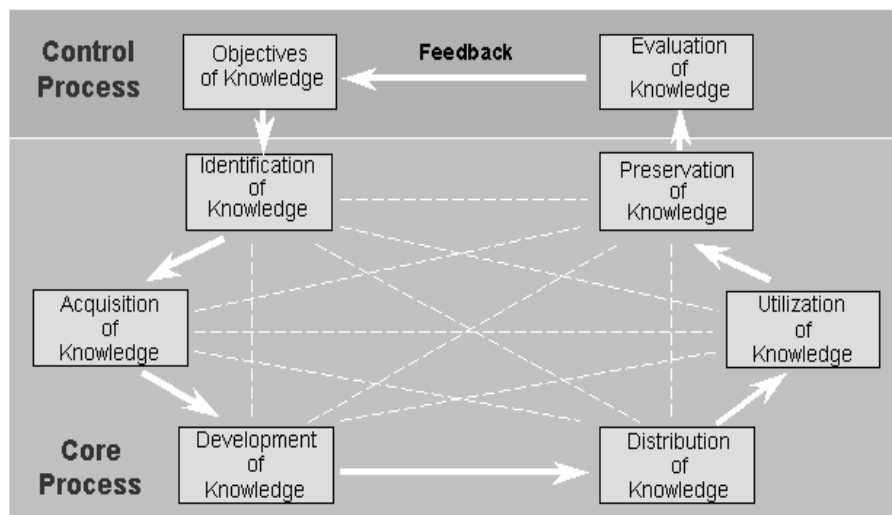 Control
Process
Objectives
of Knowledge
Feedback
Evaluation
of
Knowledge
Identification
of
Knowledge
Preservation
of
Knowledge
Acquisition
of
Knowledge
Utilization
of
Knowledge
Development
of
Knowledge
Distribution
of
Knowledge
Core
Process